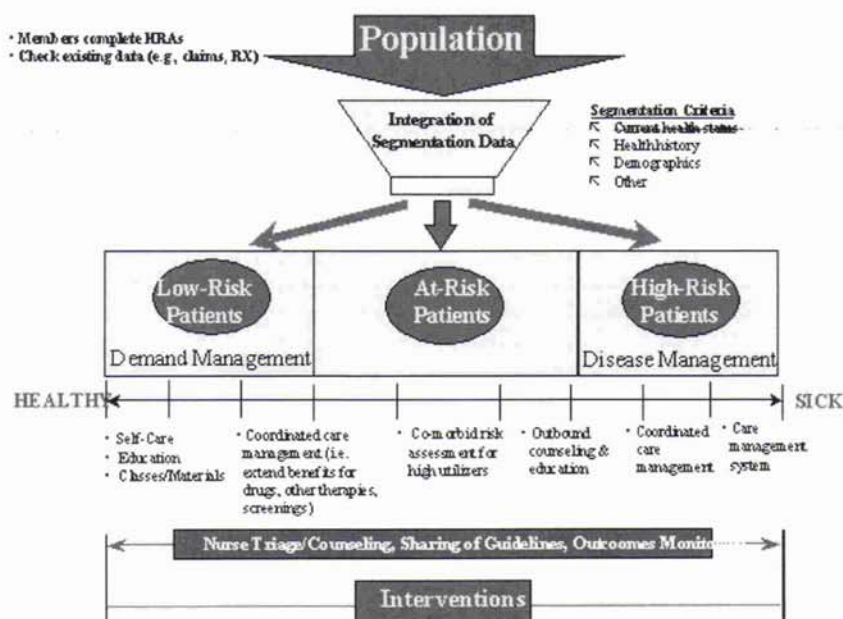 · Members complete HRAs
· Check existing data (e.g., claims, RX)
Population
Integration of
Segmentation Data
Segmentation Criteria
Current health status
Health history
Demographics
Other
Low-Risk
Patients
At-Risk
Patients
High-Risk
Patients
Demand Management
Disease Management
HEALTHY
SICK
· Self-Care
· Education
· Classes/Materials
· Coordinated care
management (i.e.
extend benefits for
drugs, other therapies,
screenings)
· Co-morbid risk
assessment for
high utilizers
· Outbound
counseling &
education
· Coordinated
care
management
· Care
management
system
Nurse Triage/Counseling, Sharing of Guidelines, Outcomes Monito
Interventions